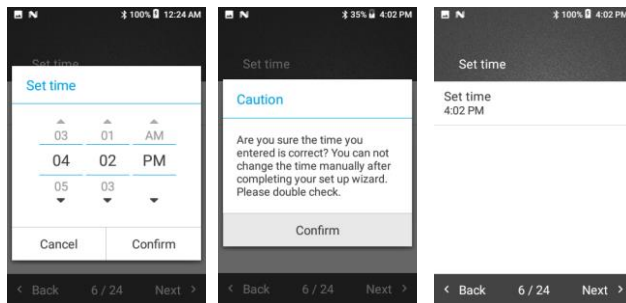 100% 12:24 AM
Set time
Set time
03 01 AM
04 02 PM
05 03
Cancel Confirm
< Back 6 / 24 Next >
35% 4:02 PM
Set time
Caution
Are you sure the time you
entered is correct? You can not
change the time manually after
completing your set up wizard.
Please double check.
Confirm
< Back 6 / 24 Next >
100% 4:02 PM
Set time
Set time
4:02 PM
< Back 6 / 24 Next >